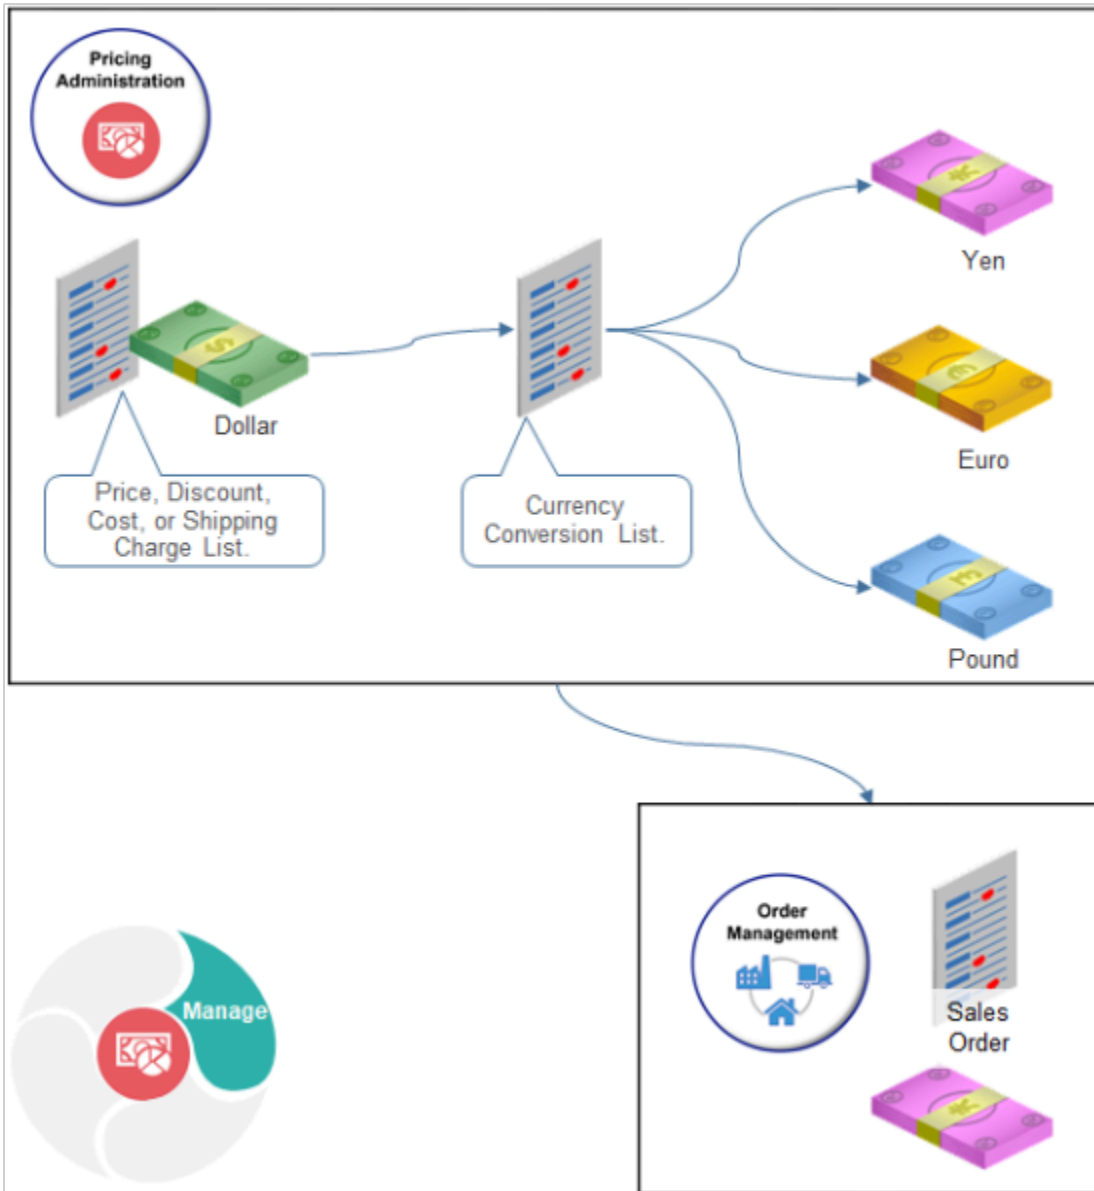 Pricing
Administration
Yen
$
Dollar
€
Euro
Price, Discount,
Cost, or Shipping
Charge List.
Currency
Conversion List.
Pound
Order
Management
Manage
Sales
Order